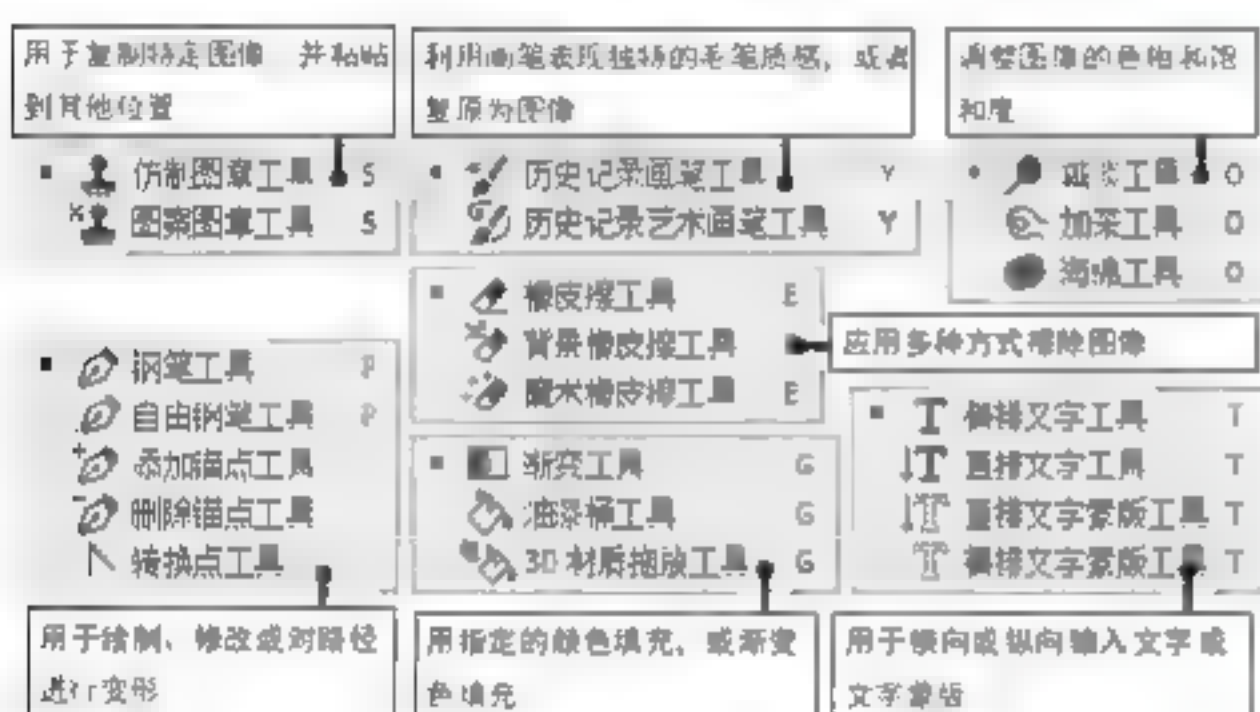 用于复制特定图像 并粘贴
到其他位置
仿制图章工具 S
图案图章工具 S
利用画笔表现独特的毛笔质感，或者
复原为图像
历史记录画笔工具 Y
历史记录艺术画笔工具 Y
调整图像的色相和饱
和度
减淡工具 O
加深工具 O
海绵工具 O
橡皮擦工具 E
背景橡皮擦工具
魔术橡皮擦工具 E
应用多种方式擦除图像
钢笔工具 P
自由钢笔工具 P
添加锚点工具
删除锚点工具
转换点工具
用于绘制、修改或对路径
进行变形
渐变工具 G
油漆桶工具 G
3D 材质拖放工具 G
用指定的颜色填充，或渐变
色填充
横排文字工具 T
直排文字工具 T
直排文字蒙版工具 T
横排文字蒙版工具 T
用于横向或纵向输入文字或
文字蒙版